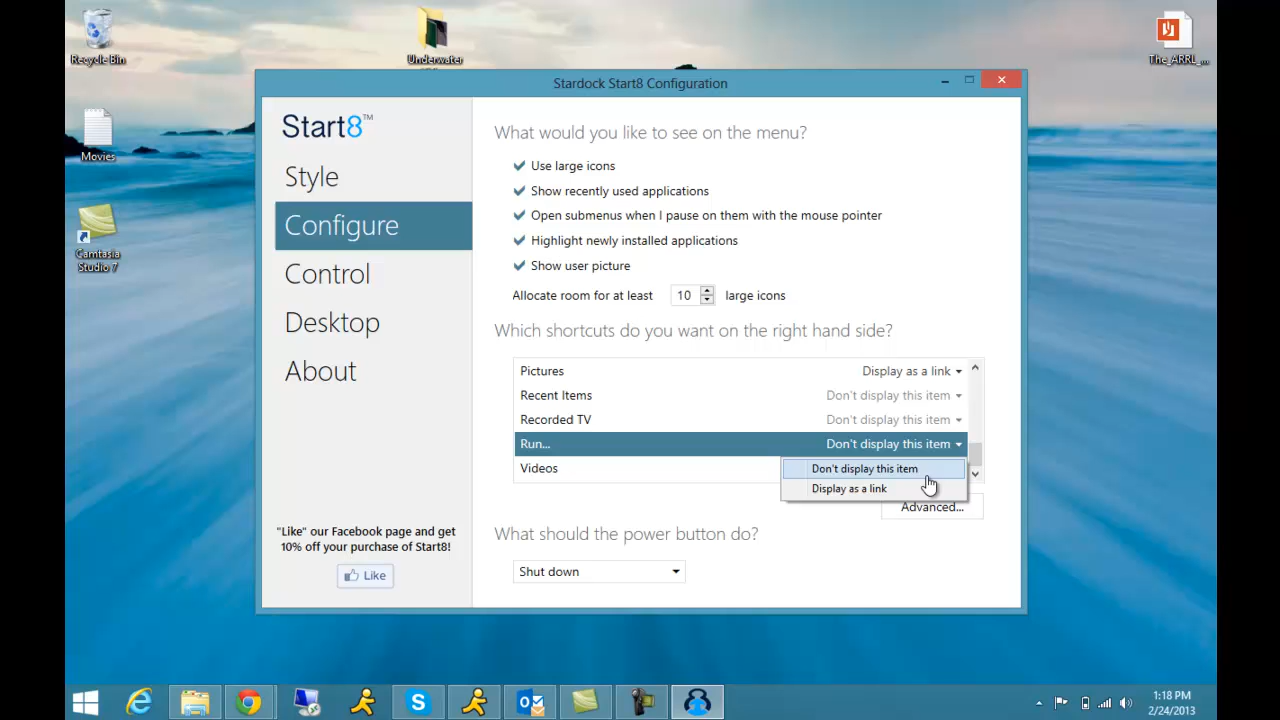 Recycle Bin
Underwater
The_ARRL_...
Movies
Camtasia
Studio 7
Stardock Start8 Configuration
Start8™
Style
Configure
Control
Desktop
About
"Like" our Facebook page and get
10% off your purchase of Start8!
Like
What would you like to see on the menu?
Use large icons
Show recently used applications
Open submenus when I pause on them with the mouse pointer
Highlight newly installed applications
Show user picture
Allocate room for at least 10 large icons
Which shortcuts do you want on the right hand side?
Pictures Display as a link
Recent Items Don't display this item
Recorded TV Don't display this item
Run... Don't display this item
Videos
Don't display this item
Display as a link
Advanced...
What should the power button do?
Shut down
1:18 PM
2/24/2013